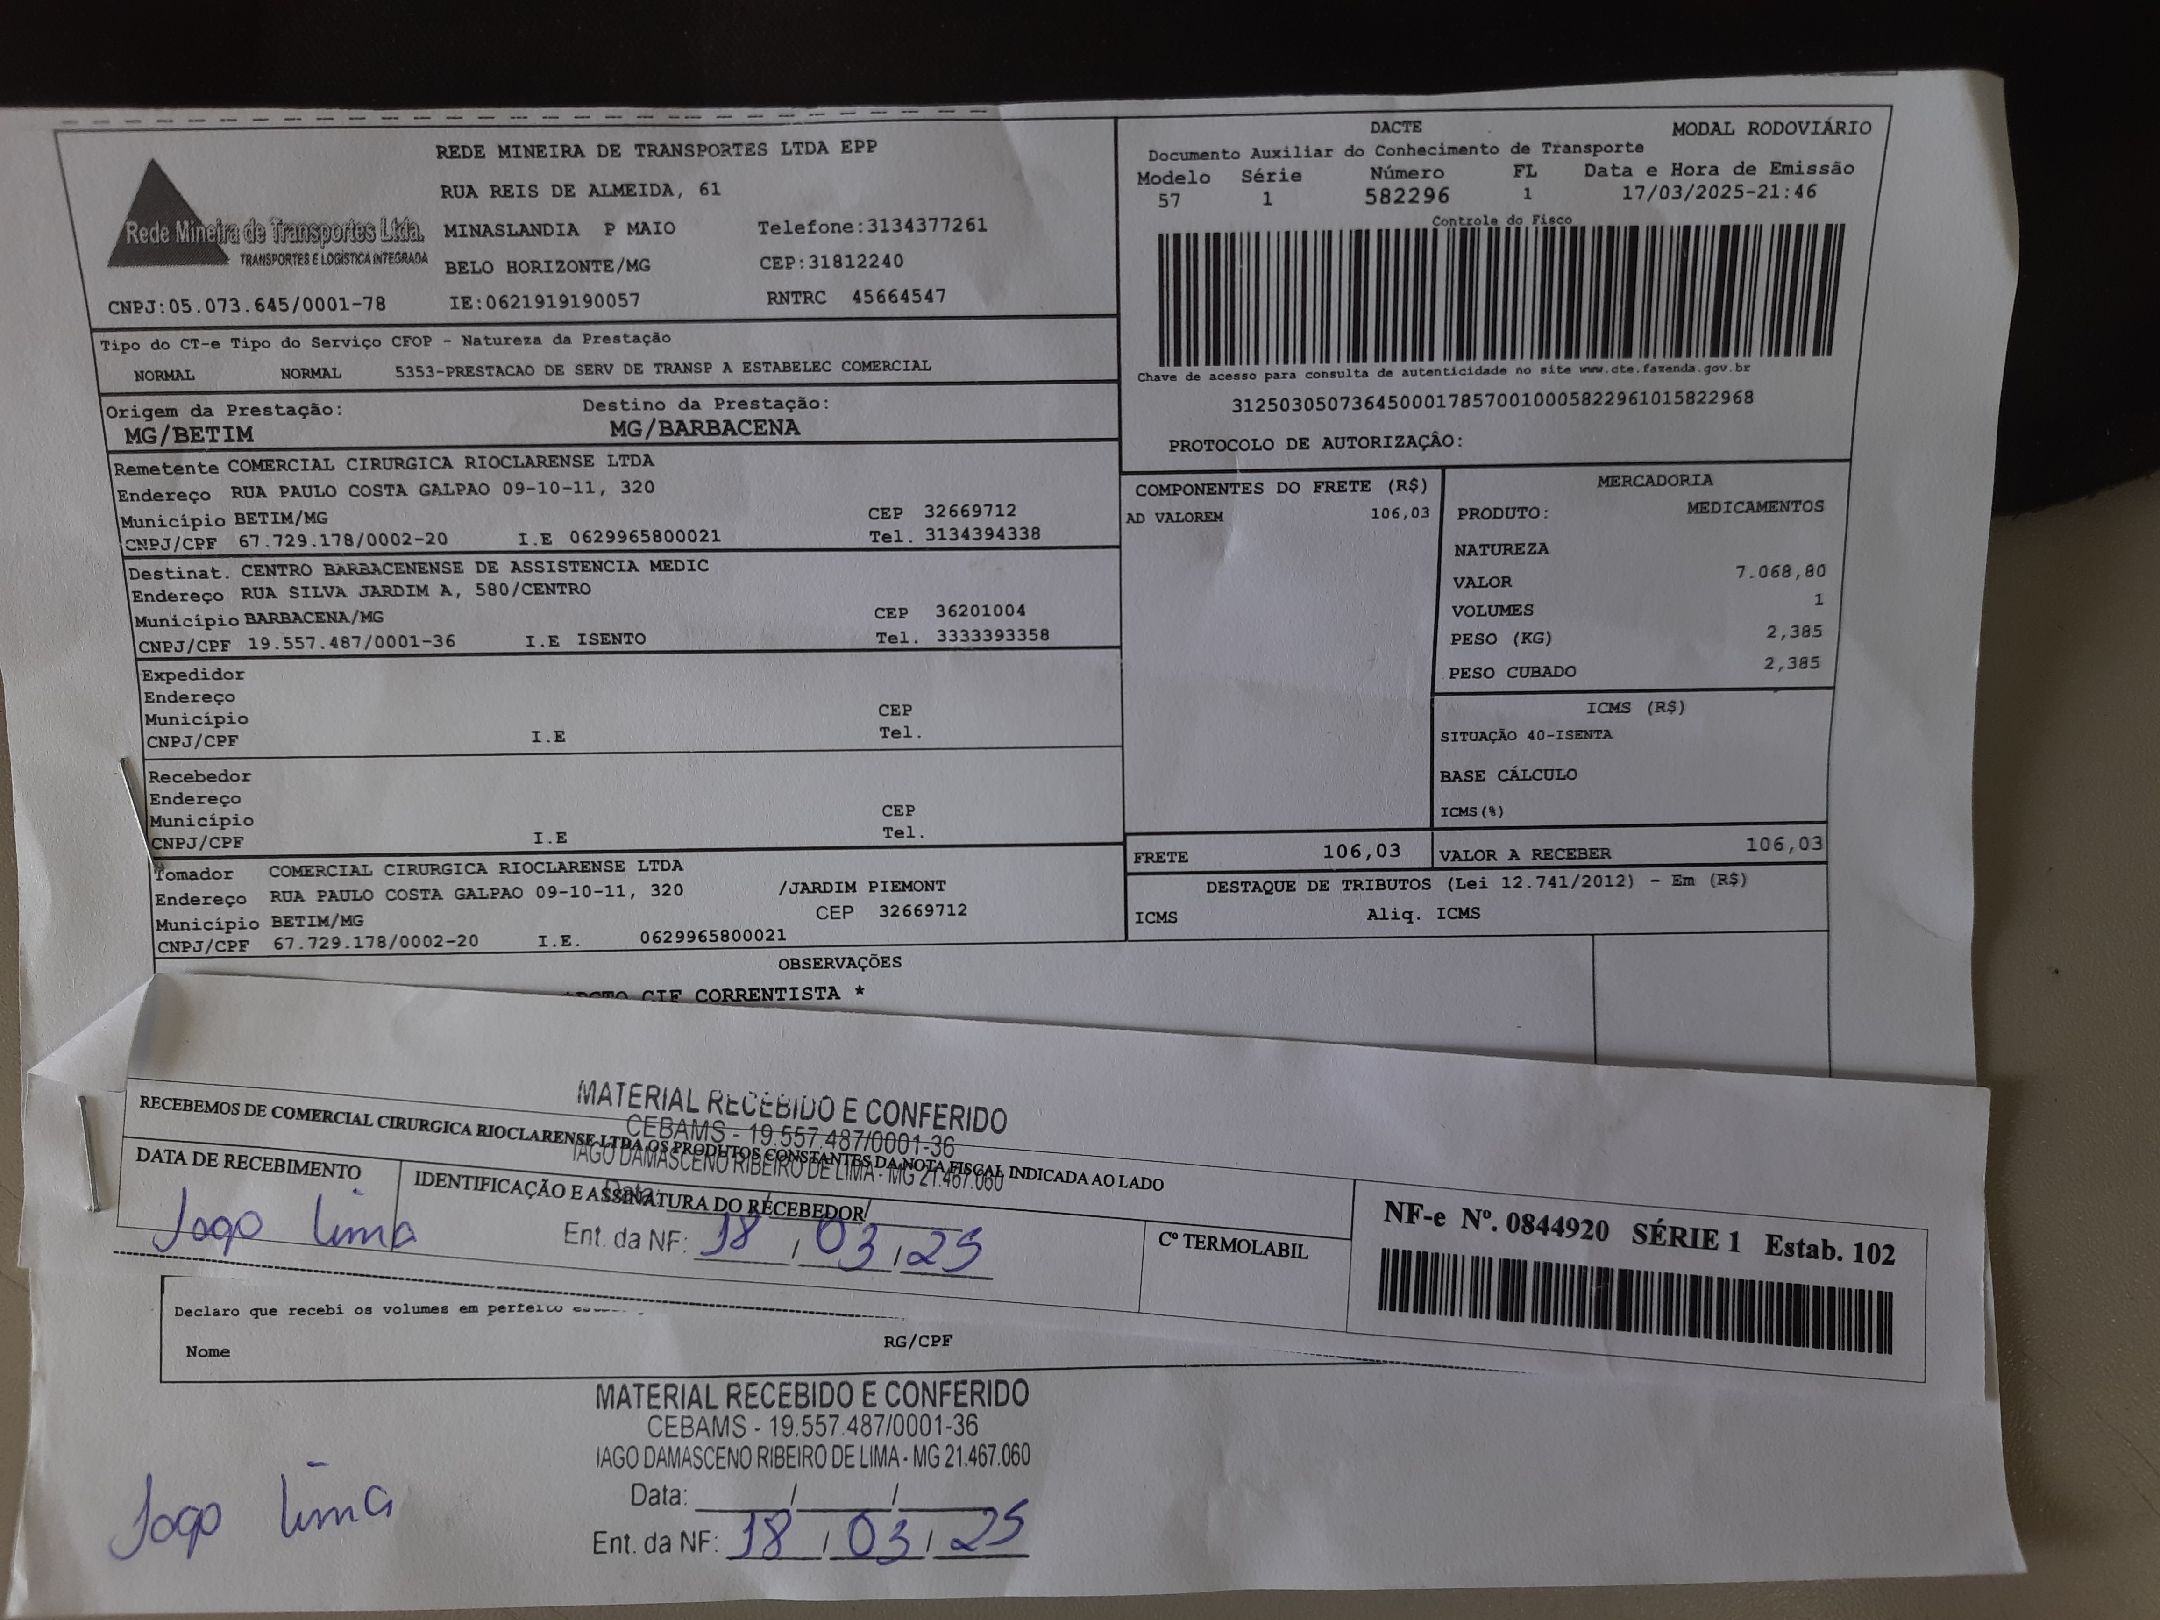 REDE MINEIRA DE TRANSPORTES LTDA EPP
RUA REIS DE ALMEIDA, 61
Rede Mineira de Transportes Ltda.
TRANSPORTES E LOGÍSTICA INTEGRADA
MINASLANDIA P MAIO Telefone:3134377261
BELO HORIZONTE/MG CEP:31812240
CNPJ:05.073.645/0001-78 IE:0621919190057 RNTRC 45664547
DACTE MODAL RODOVIÁRIO
Documento Auxiliar do Conhecimento de Transporte
Modelo Série Número FL Data e Hora de Emissão
57 1 582296 1 17/03/2025-21:46
Controle do Fisco
Chave de acesso para consulta de autenticidade no site www.cte.fazenda.gov.br
31250305073645000178570010005822961015822968
PROTOCOLO DE AUTORIZAÇÃO:
Tipo do CT-e Tipo do Serviço CFOP - Natureza da Prestação
NORMAL NORMAL 5353-PRESTACAO DE SERV DE TRANSP A ESTABELEC COMERCIAL
Origem da Prestação: Destino da Prestação:
MG/BETIM MG/BARBACENA
Remetente COMERCIAL CIRURGICA RIOCLARENSE LTDA
Endereço RUA PAULO COSTA GALPAO 09-10-11, 320
Município BETIM/MG CEP 32669712
CNPJ/CPF 67.729.178/0002-20 I.E 0629965800021 Tel. 3134394338
Destinat. CENTRO BARBACENENSE DE ASSISTENCIA MEDIC
Endereço RUA SILVA JARDIM A, 580/CENTRO
Município BARBACENA/MG CEP 36201004
CNPJ/CPF 19.557.487/0001-36 I.E ISENTO Tel. 3333393358
Expedidor
Endereço
Município CEP
CNPJ/CPF I.E Tel.
Recebedor
Endereço
Município CEP
CNPJ/CPF I.E Tel.
Tomador COMERCIAL CIRURGICA RIOCLARENSE LTDA
Endereço RUA PAULO COSTA GALPAO 09-10-11, 320 /JARDIM PIEMONT
Município BETIM/MG CEP 32669712
CNPJ/CPF 67.729.178/0002-20 I.E. 0629965800021
COMPONENTES DO FRETE (R$)
AD VALOREM 106,03
MERCADORIA
PRODUTO: MEDICAMENTOS
NATUREZA
VALOR 7.068,80
VOLUMES 1
PESO (KG) 2,385
PESO CUBADO 2,385
ICMS (R$)
SITUAÇÃO 40-ISENTA
BASE CÁLCULO
ICMS(%)
FRETE 106,03 VALOR A RECEBER 106,03
DESTAQUE DE TRIBUTOS (Lei 12.741/2012) - Em (R$)
ICMS Aliq. ICMS
OBSERVAÇÕES
CIF CORRENTISTA *
MATERIAL RECEBIDO E CONFERIDO
CEBAMS - 19.557.487/0001-36
RECEBEMOS DE COMERCIAL CIRURGICA RIOCLARENSE LTDA OS PRODUTOS CONSTANTES DA NOTA FISCAL INDICADA AO LADO
IAGO DAMASCENO RIBEIRO DE LIMA - MG 21.467.060
Data: / /
DATA DE RECEBIMENTO IDENTIFICAÇÃO E ASSINATURA DO RECEBEDOR
Iago Lima Ent. da NF: 18/03/25
Cº TERMOLABIL
NF-e Nº. 0844920 SÉRIE 1 Estab. 102
Declaro que recebi os volumes em perfeito
Nome RG/CPF
MATERIAL RECEBIDO E CONFERIDO
CEBAMS - 19.557.487/0001-36
IAGO DAMASCENO RIBEIRO DE LIMA - MG 21.467.060
Data: / /
Iago Lima Ent. da NF: 18/03/25